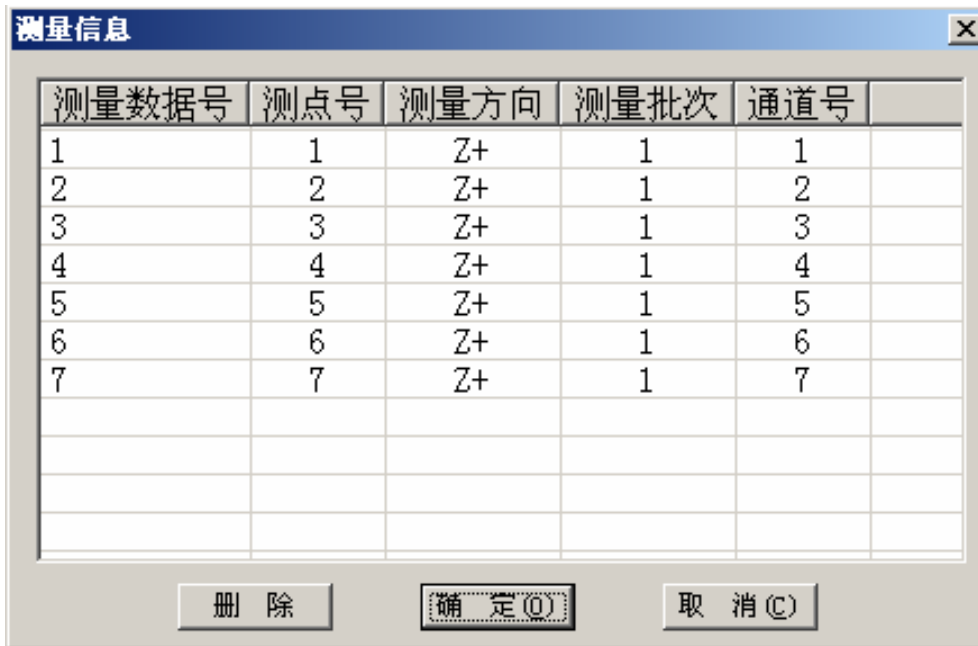 测量信息
测量数据号 测点号 测量方向 测量批次 通道号
1 1 Z+ 1 1
2 2 Z+ 1 2
3 3 Z+ 1 3
4 4 Z+ 1 4
5 5 Z+ 1 5
6 6 Z+ 1 6
7 7 Z+ 1 7
删 除 确 定(O) 取 消(C)